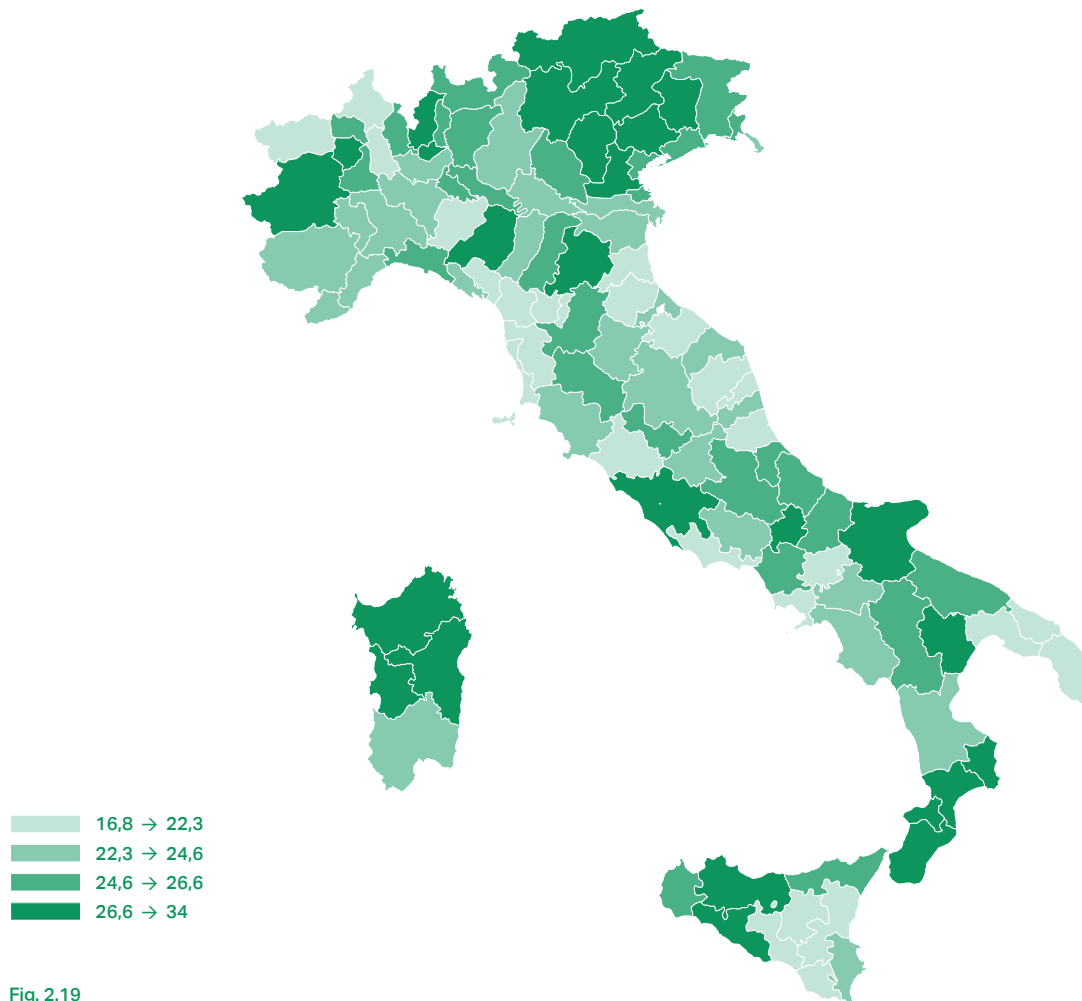 16,8 → 22,3
22,3 → 24,6
24,6 → 26,6
26,6 → 34
Fig. 2.19